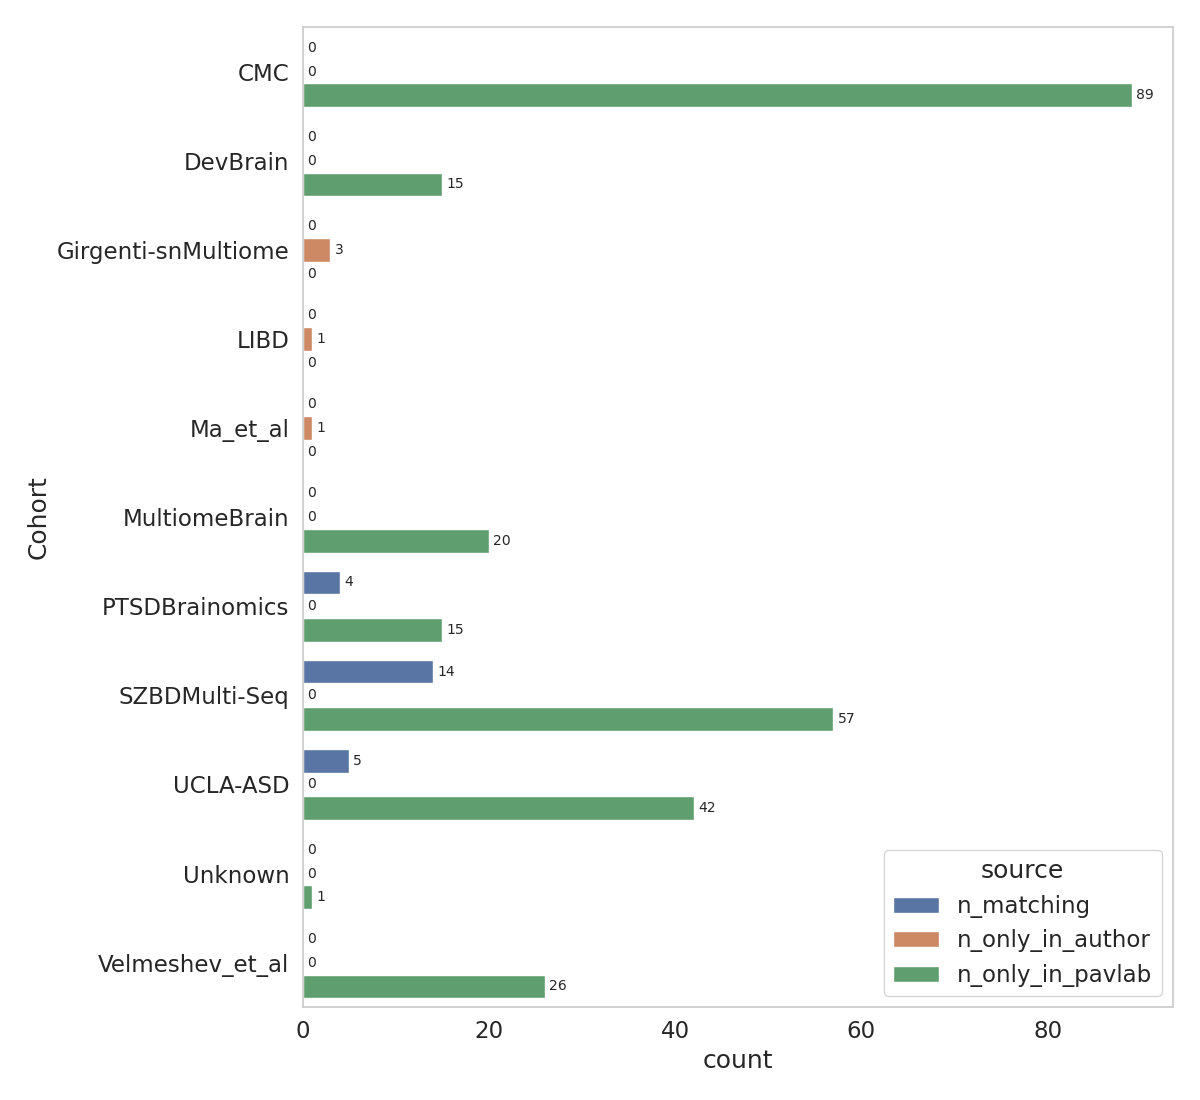 CMC
0
0
89
DevBrain
0
0
15
Girgenti-snMultiome
0
3
0
LIBD
0
1
0
Ma_et_al
0
1
0
MultiomeBrain
0
0
20
PTSDBrainomics
4
0
15
SZBDMulti-Seq
14
0
57
UCLA-ASD
5
0
42
Unknown
0
0
1
Velmeshev_et_al
0
0
26
Cohort
source
n_matching
n_only_in_author
n_only_in_pavlab
0 20 40 60 80
count